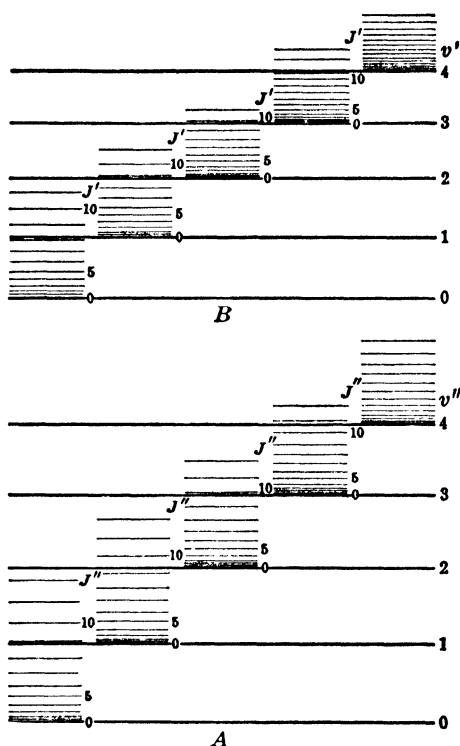 v'
J' 10 4
J' 10 5 0 3
J' 10 5 0 2
J' 10 5 0 1
5 0 0
B
v''
J'' 10 4
J'' 10 5 0 3
J'' 10 5 0 2
J'' 10 5 0 1
5 0 0
A